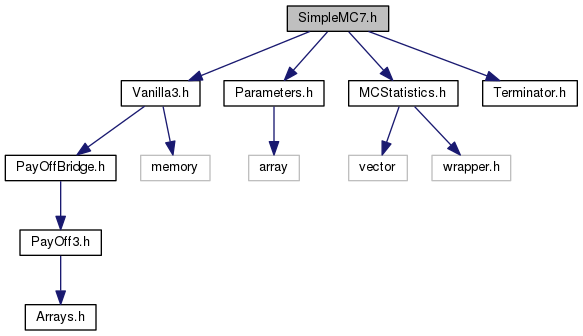 SimpleMC7.h
Vanilla3.h
Parameters.h
MCStatistics.h
Terminator.h
PayOffBridge.h
memory
array
vector
wrapper.h
PayOff3.h
Arrays.h